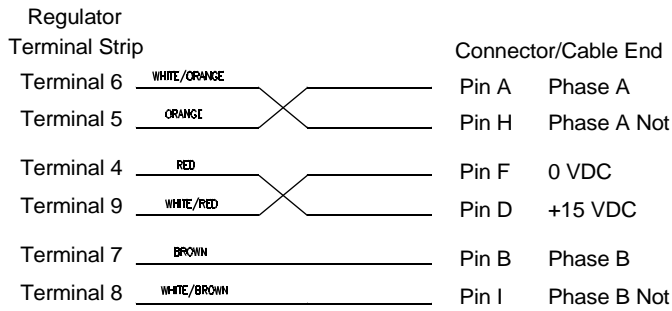 Regulator
Terminal Strip
Connector/Cable End
Terminal 6 WHITE/ORANGE Pin A Phase A
Terminal 5 ORANGE Pin H Phase A Not
Terminal 4 RED Pin F 0 VDC
Terminal 9 WHITE/RED Pin D +15 VDC
Terminal 7 BROWN Pin B Phase B
Terminal 8 WHITE/BROWN Pin I Phase B Not